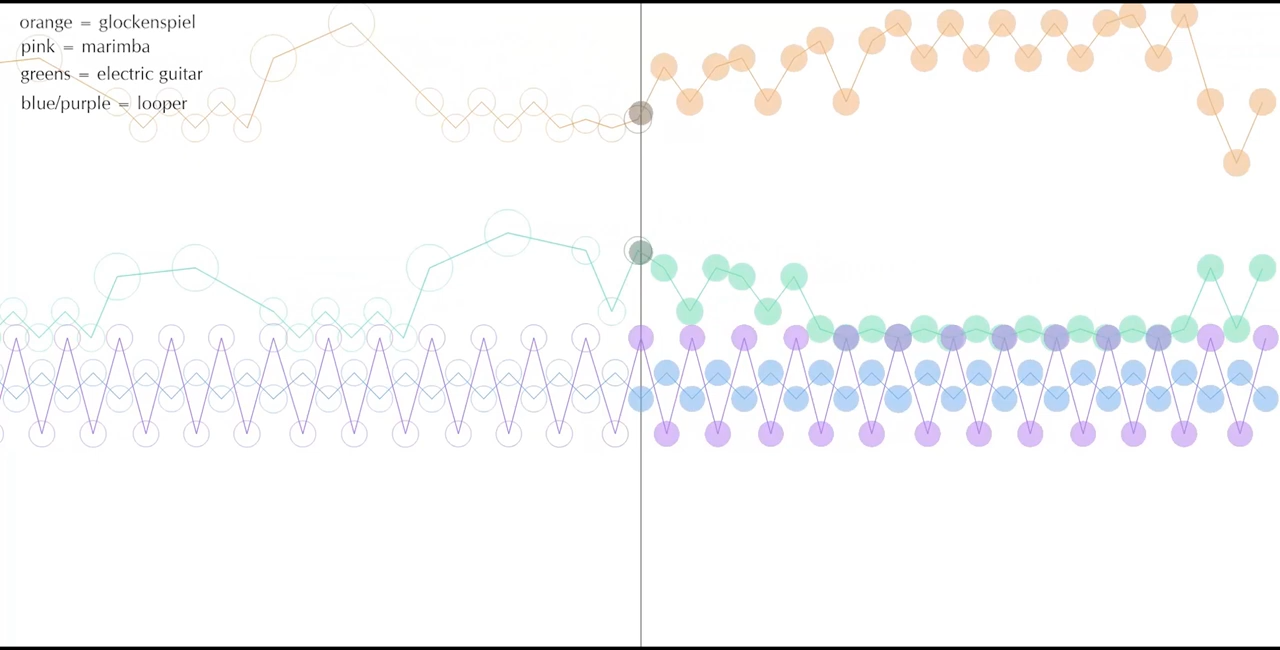 orange = glockenspiel
pink = marimba
greens = electric guitar
blue/purple = looper